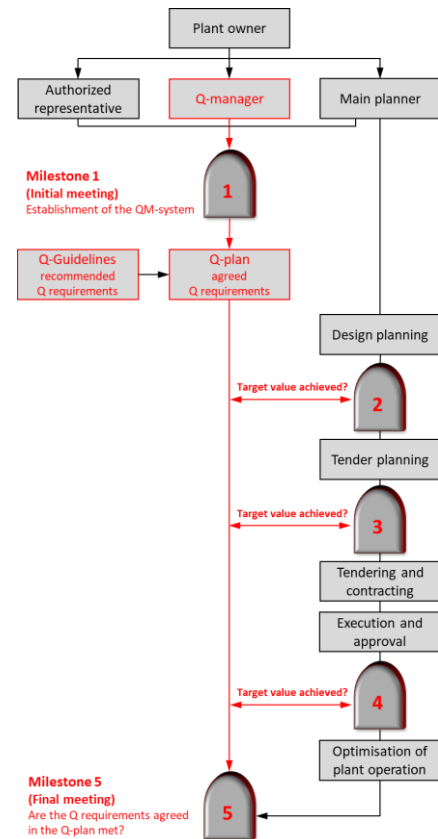 Plant owner
Authorized
representative
Q-manager
Main planner
Milestone 1
(Initial meeting)
Establishment of the QM-system
1
Q-Guidelines
recommended
Q requirements
Q-plan
agreed
Q requirements
Design planning
Target value achieved?
2
Tender planning
Target value achieved?
3
Tendering and
contracting
Execution and
approval
Target value achieved?
4
Optimisation of
plant operation
Milestone 5
(Final meeting)
Are the Q requirements agreed
in the Q-plan met?
5